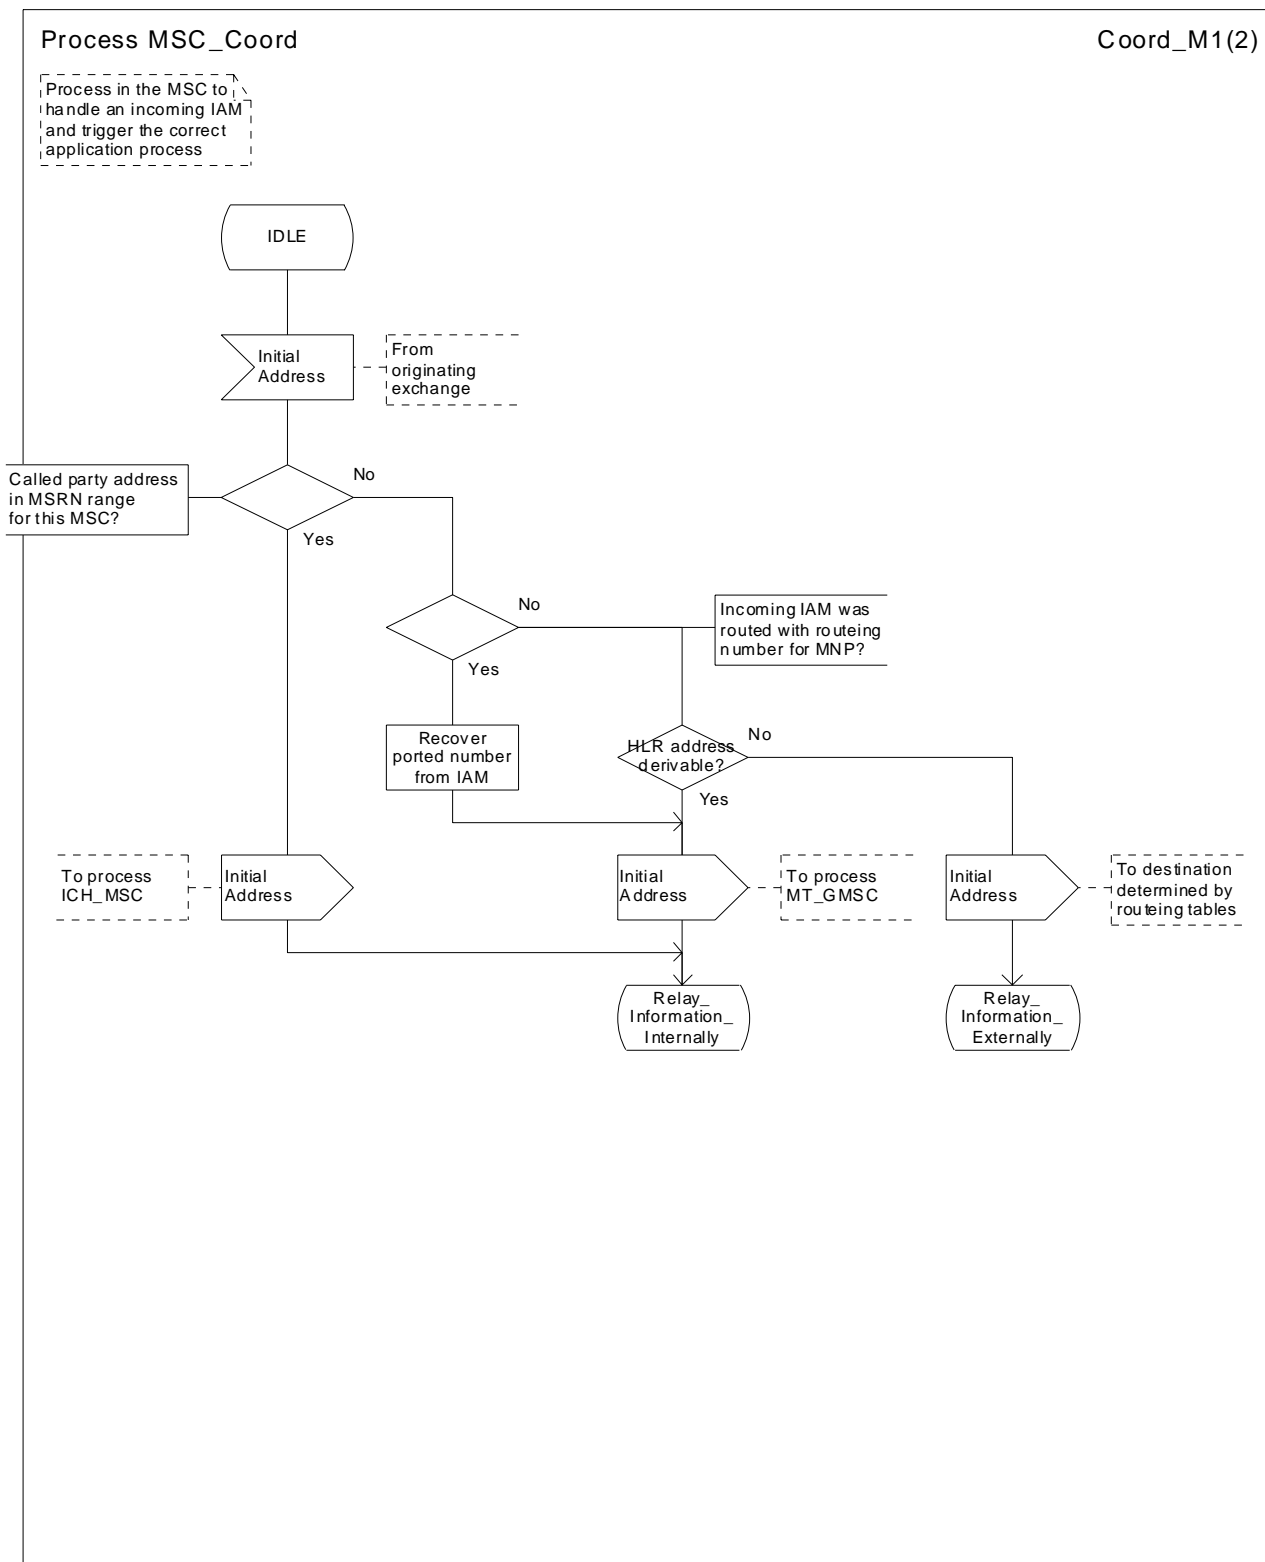 Process MSC_Coord
Coord_M1(2)
Process in the MSC to
handle an incoming IAM
and trigger the correct
application process
IDLE
Initial
Address
From
originating
exchange
Called party address
in MSRN range
for this MSC?
No
Yes
No
Incoming IAM was
routed with routeing
number for MNP?
Yes
Recover
ported number
from IAM
HLR address
derivable?
No
Yes
To process
ICH_MSC
Initial
Address
Initial
Address
To process
MT_GMSC
Initial
Address
To destination
determined by
routeing tables
Relay_
Information_
Internally
Relay_
Information_
Externally